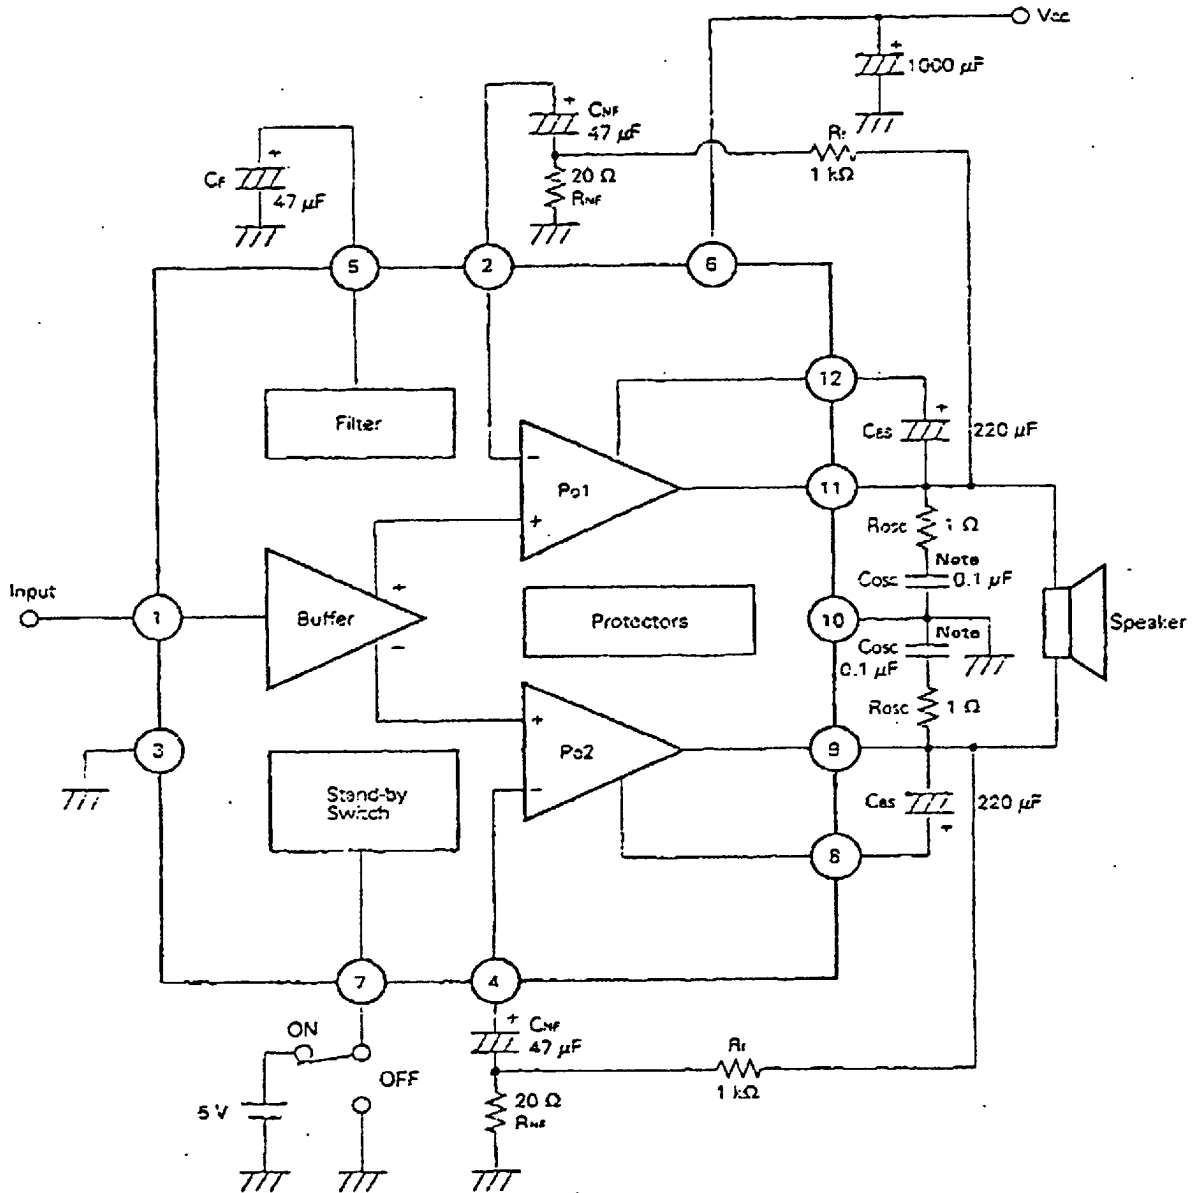 Vcc
+
1000 µF
+
CNF
47 µF
Rf
1 kΩ
+
CF
47 µF
20 Ω
RNF
5
2
6
12
+
CBS
220 µF
Filter
−
Po1
+
11
Rosc
1 Ω
Note
Cosc
0.1 µF
Input
1
Buffer
+
−
Protectors
10
Note
Cosc
0.1 µF
Speaker
Rosc
1 Ω
3
+
Po2
−
9
Stand-by
Switch
CBS
220 µF
+
8
7
4
ON
OFF
5 V
+
CNF
47 µF
Rf
1 kΩ
20 Ω
RNF